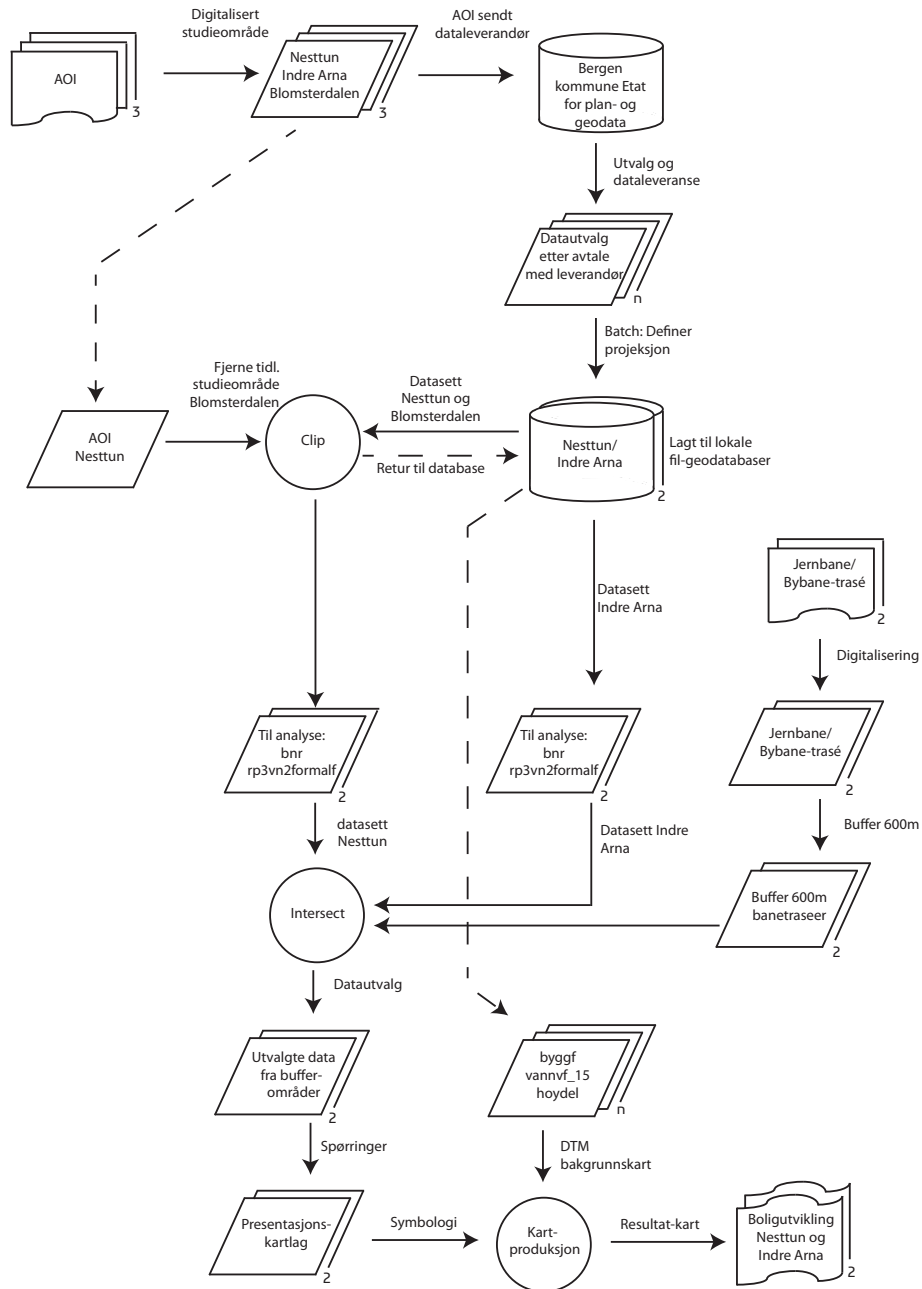 Digitalisert
studieområde
AOI sendt
dataleverandør
AOI
3
Nesttun
Indre Arna
Blomsterdalen
3
Bergen
kommune Etat
for plan- og
geodata
Utvalg og
dataleveranse
Datautvalg
etter avtale
med leverandør
n
Batch: Definer
projeksjon
Fjerne tidl.
studieområde
Blomsterdalen
Datasett
Nesttun og
Blomsterdalen
AOI
Nesttun
Clip
Retur til database
Nesttun/
Indre Arna
2
Lagt til lokale
fil-geodatabaser
Datasett
Indre Arna
Jernbane/
Bybane-trasé
2
Digitalisering
Til analyse:
bnr
rp3vn2formalf
2
Til analyse:
bnr
rp3vn2formalf
2
Jernbane/
Bybane-trasé
2
datasett
Nesttun
Datasett Indre
Arna
Buffer 600m
Intersect
Buffer 600m
banetraseer
2
Datautvalg
Utvalgte data
fra buffer-
områder
2
byggf
vannvf_15
hoydel
n
Spørringer
DTM
bakgrunnskart
Presentasjons-
kartlag
2
Symbologi
Kart-
produksjon
Resultat-kart
Boligutvikling
Nesttun og
Indre Arna
2